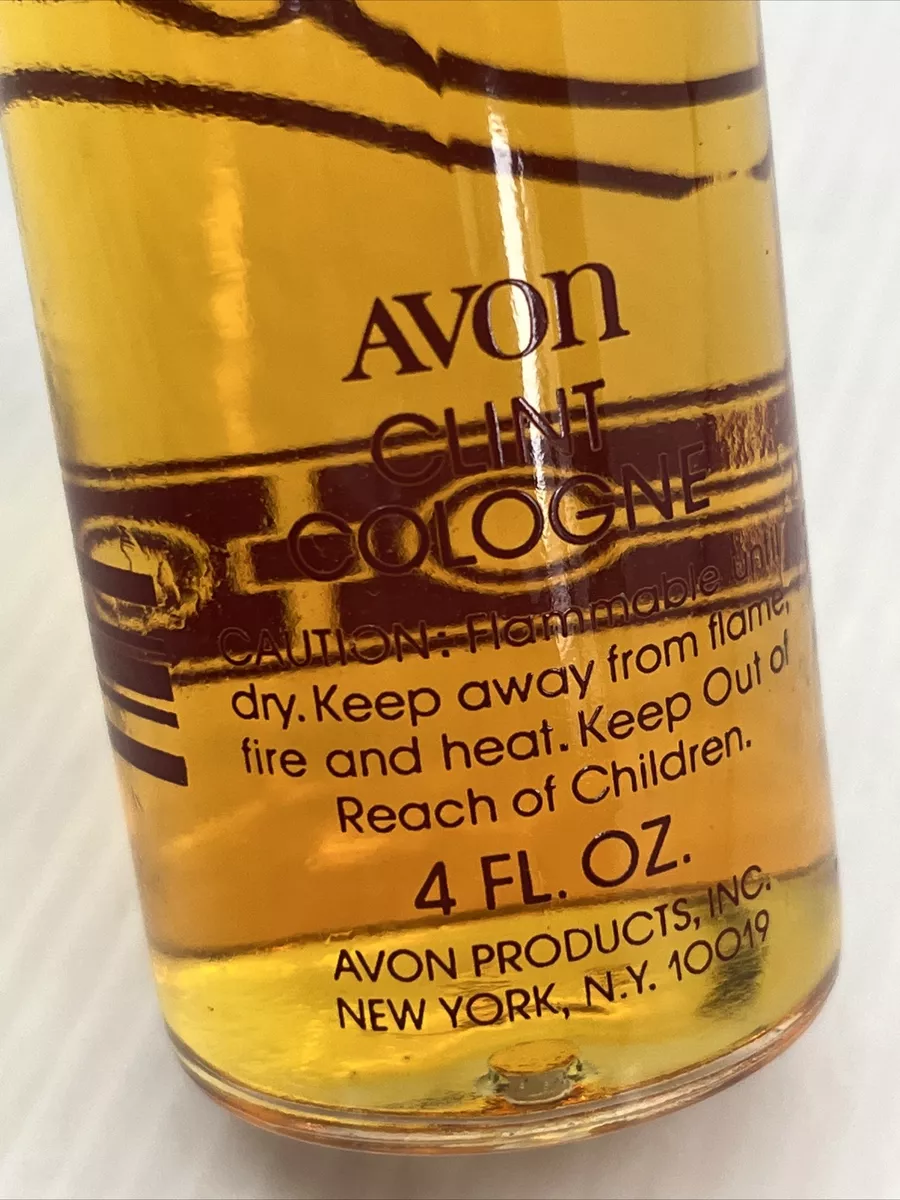 AVON
CLINT
COLOGNE
CAUTION: Flammable until
dry. Keep away from flame,
fire and heat. Keep Out of
Reach of Children.
4 FL. OZ.
AVON PRODUCTS, INC.
NEW YORK, N.Y. 10019